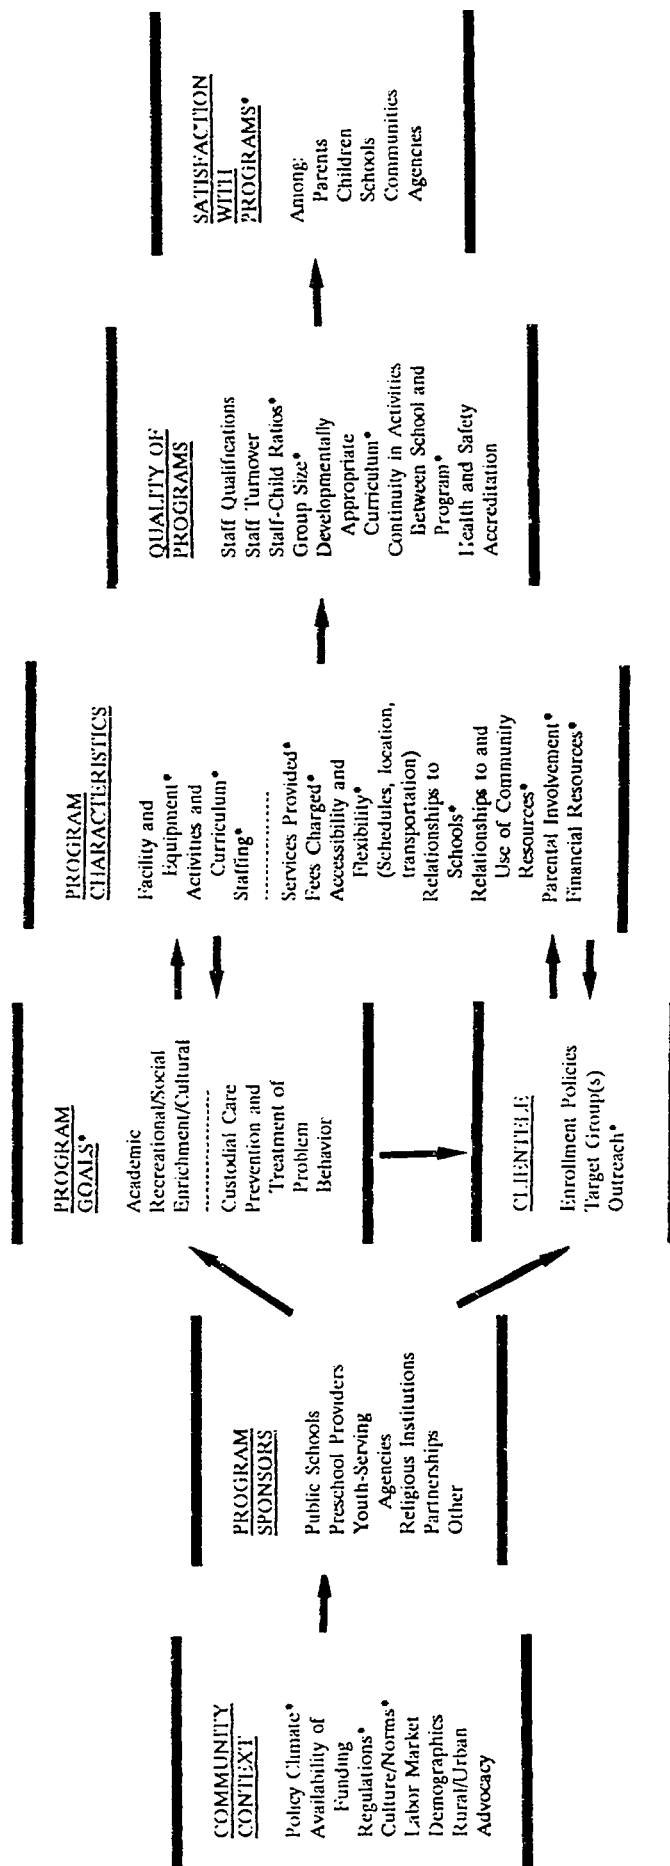 COMMUNITY
CONTEXT
Policy Climate*
Availability of
Funding
Regulations*
Culture/Norms*
Labor Market
Demographics
Rural/Urban
Advocacy
PROGRAM
SPONSORS
Public Schools
Preschool Providers
Youth-Serving
Agencies
Religious Institutions
Partnerships
Other
PROGRAM
GOALS*
Academic
Recreational/Social
Enrichment/Cultural
..............
Custodial Care
Prevention and
Treatment of
Problem
Behavior
CLIENTELE
Enrollment Policies
Target Group(s)
Outreach*
PROGRAM
CHARACTERISTICS
Facility and
Equipment*
Activities and
Curriculum*
Staffing*
..............
Services Provided*
Fees Charged*
Accessibility and
Flexibility*
(Schedules, location,
transportation)
Relationships to
Schools*
Relationships to and
Use of Community
Resources*
Parental Involvement*
Financial Resources*
QUALITY OF
PROGRAMS
Staff Qualifications
Staff Turnover
Staff-Child Ratios*
Group Size*
Developmentally
Appropriate
Curriculum*
Continuity in Activities
Between School and
Program*
Health and Safety
Accreditation
SATISFACTION
WITH
PROGRAMS*
Among:
Parents
Children
Schools
Communities
Agencies